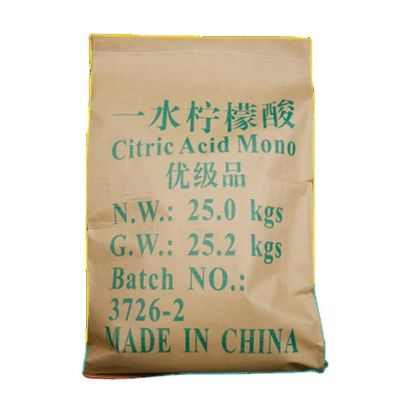 一水柠檬酸
Citric Acid Mono
优级品
N.W.: 25.0 kgs
G.W.: 25.2 kgs
Batch NO.:
3726-2
MADE IN CHINA